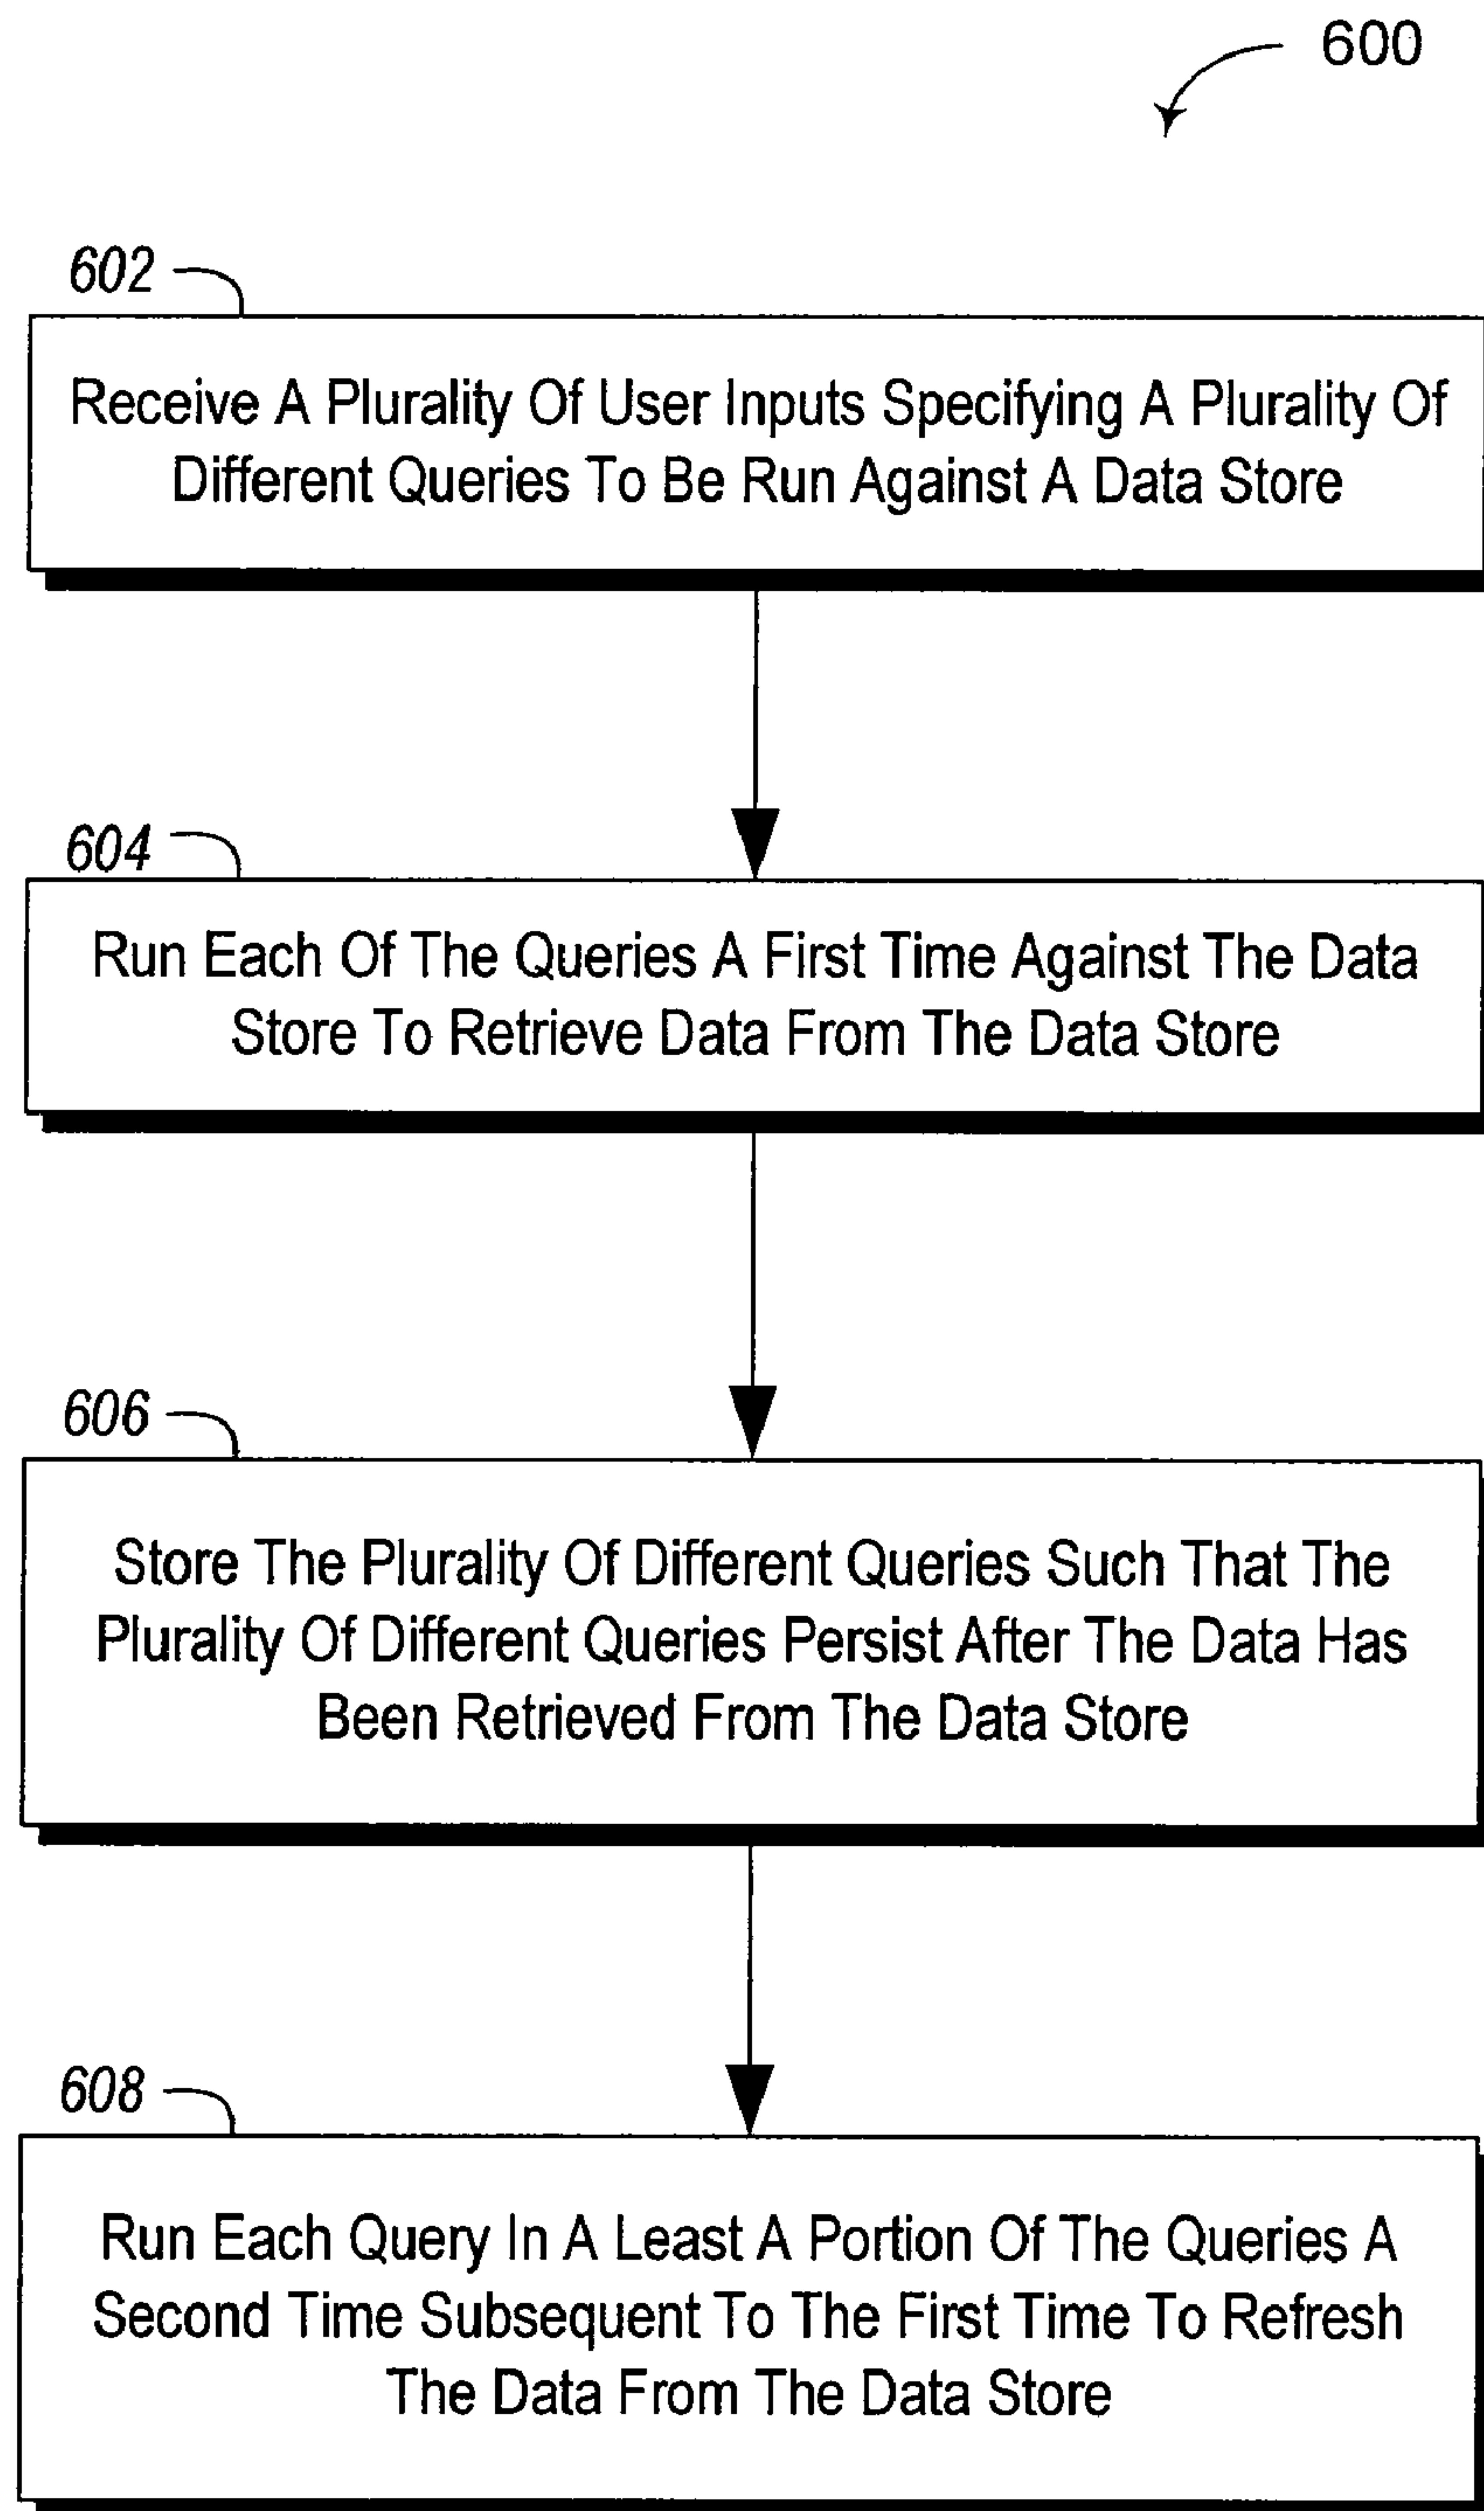 600
602
Receive A Plurality Of User Inputs Specifying A Plurality Of
Different Queries To Be Run Against A Data Store
604
Run Each Of The Queries A First Time Against The Data
Store To Retrieve Data From The Data Store
606
Store The Plurality Of Different Queries Such That The
Plurality Of Different Queries Persist After The Data Has
Been Retrieved From The Data Store
608
Run Each Query In A Least A Portion Of The Queries A
Second Time Subsequent To The First Time To Refresh
The Data From The Data Store